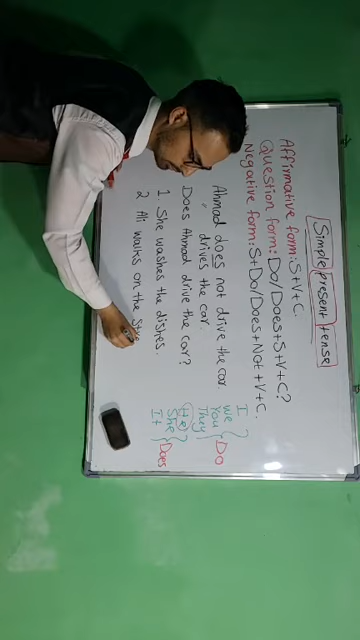 Simple present tense
Affirmative form: S+V+C.
Question form: Do/Does+S+V+C?
Negative form: S+Do/Does+Not+V+C.
Ahmad does not drive the car.
" drives the car.
Does Ahmad drive the car?
1. She washes the dishes.
2 Ali walks on the
I
we
You
They
Do
He
She
It
Does